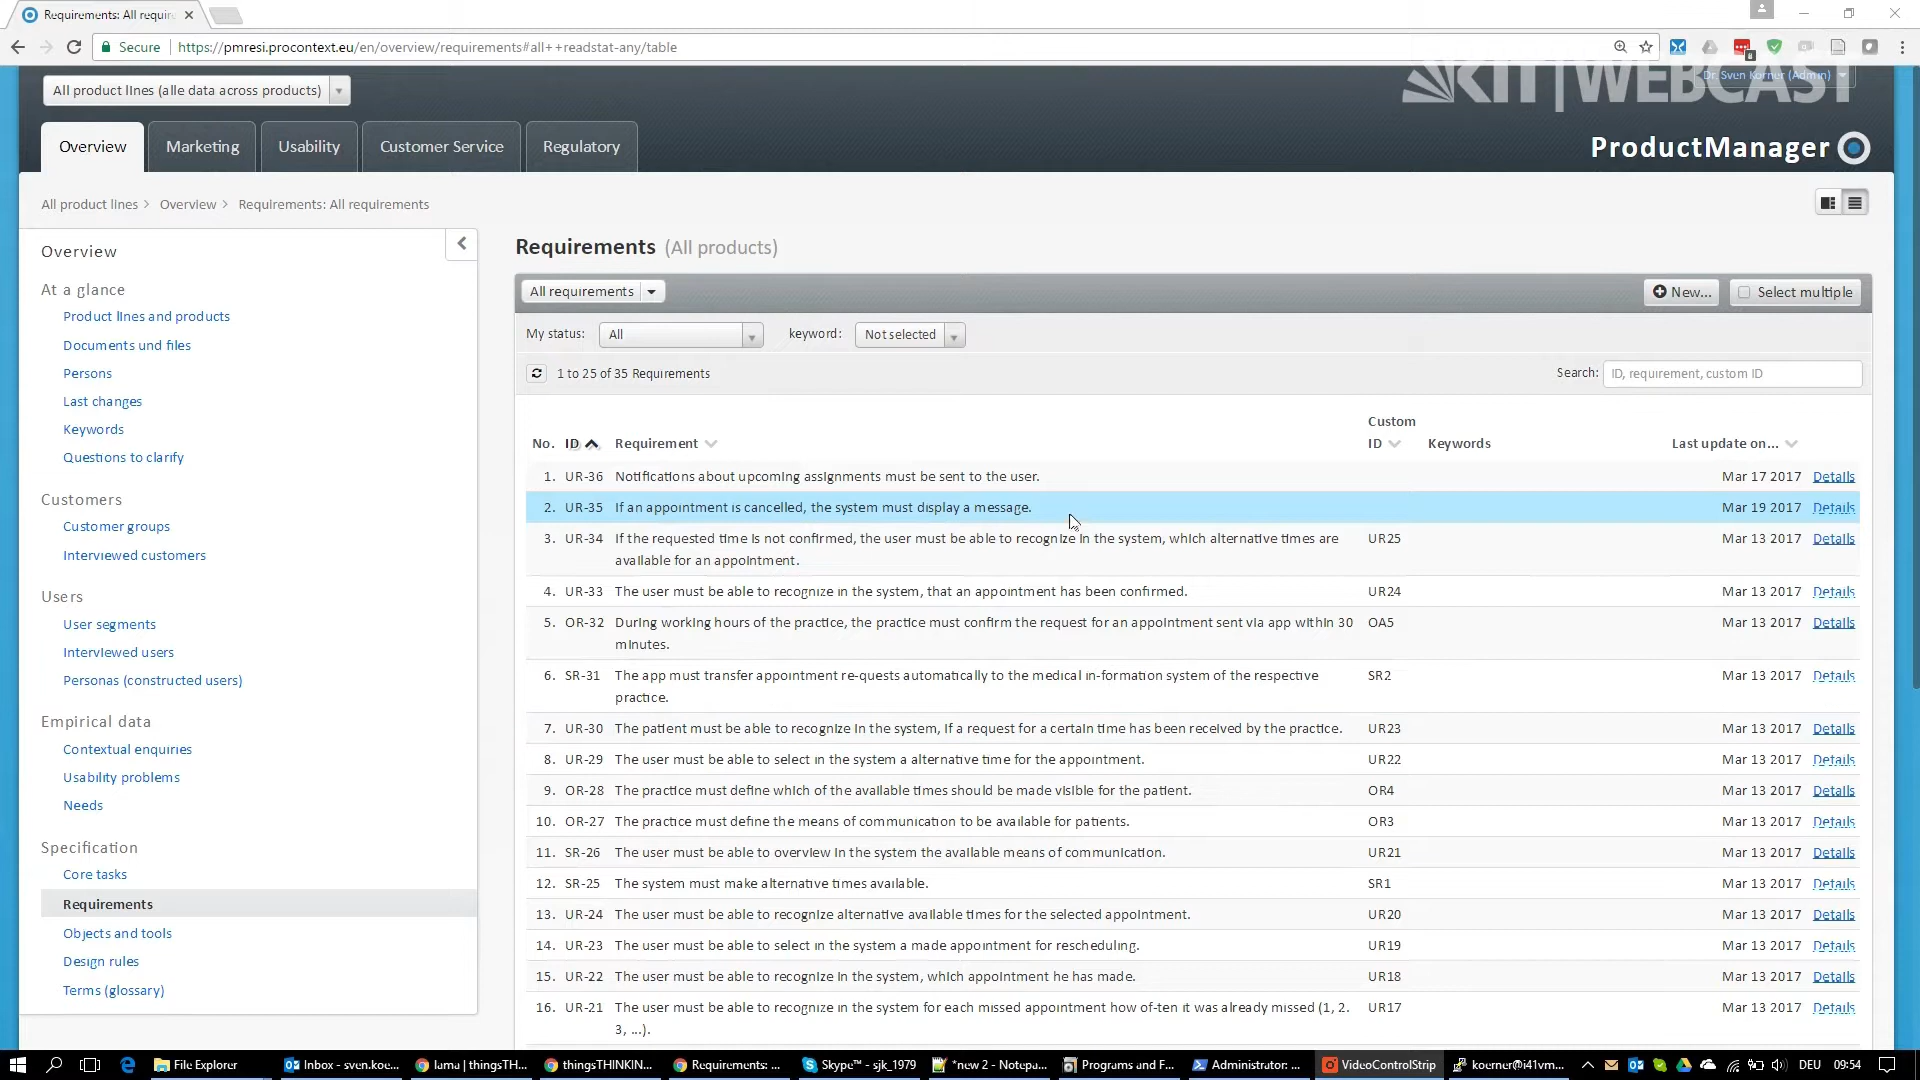 Requirements: All requir
Secure https://pmresi.procontext.eu/en/overview/requirements#all++readstat-any/table
KIT | WEBCAST
All product lines (alle data across products)
Dr. Sven Körner (Admin)
Overview Marketing Usability Customer Service Regulatory
ProductManager
All product lines Overview Requirements: All requirements
Overview
At a glance
Product lines and products
Documents und files
Persons
Last changes
Keywords
Questions to clarify
Customers
Customer groups
Interviewed customers
Users
User segments
Interviewed users
Personas (constructed users)
Empirical data
Contextual enquiries
Usability problems
Needs
Specification
Core tasks
Requirements
Objects and tools
Design rules
Terms (glossary)
Requirements (All products)
All requirements New... Select multiple
My status: All keyword: Not selected
1 to 25 of 35 Requirements Search: ID, requirement, custom ID
No. ID Requirement Custom ID Keywords Last update on...
1. UR-36 Notifications about upcoming assignments must be sent to the user. Mar 17 2017 Details
2. UR-35 If an appointment is cancelled, the system must display a message. Mar 19 2017 Details
3. UR-34 If the requested time is not confirmed, the user must be able to recognize in the system, which alternative times are UR25 Mar 13 2017 Details
available for an appointment.
4. UR-33 The user must be able to recognize in the system, that an appointment has been confirmed. UR24 Mar 13 2017 Details
5. OR-32 During working hours of the practice, the practice must confirm the request for an appointment sent via app within 30 OA5 Mar 13 2017 Details
minutes.
6. SR-31 The app must transfer appointment re-quests automatically to the medical in-formation system of the respective SR2 Mar 13 2017 Details
practice.
7. UR-30 The patient must be able to recognize in the system, if a request for a certain time has been received by the practice. UR23 Mar 13 2017 Details
8. UR-29 The user must be able to select in the system a alternative time for the appointment. UR22 Mar 13 2017 Details
9. OR-28 The practice must define which of the available times should be made visible for the patient. OR4 Mar 13 2017 Details
10. OR-27 The practice must define the means of communication to be available for patients. OR3 Mar 13 2017 Details
11. SR-26 The user must be able to overview in the system the available means of communication. UR21 Mar 13 2017 Details
12. SR-25 The system must make alternative times available. SR1 Mar 13 2017 Details
13. UR-24 The user must be able to recognize alternative available times for the selected appointment. UR20 Mar 13 2017 Details
14. UR-23 The user must be able to select in the system a made appointment for rescheduling. UR19 Mar 13 2017 Details
15. UR-22 The user must be able to recognize in the system, which appointment he has made. UR18 Mar 13 2017 Details
16. UR-21 The user must be able to recognize in the system for each missed appointment how of-ten it was already missed (1, 2. UR17 Mar 13 2017 Details
3, ...).
File Explorer Inbox - sven.koe... lama | thingsTH... thingsTHINKIN... Requirements: ... Skype™ - sjk_1979 *new 2 - Notepa... Programs and F... Administrator: ... VideoControlStrip koerner@i41vm... DEU 09:54